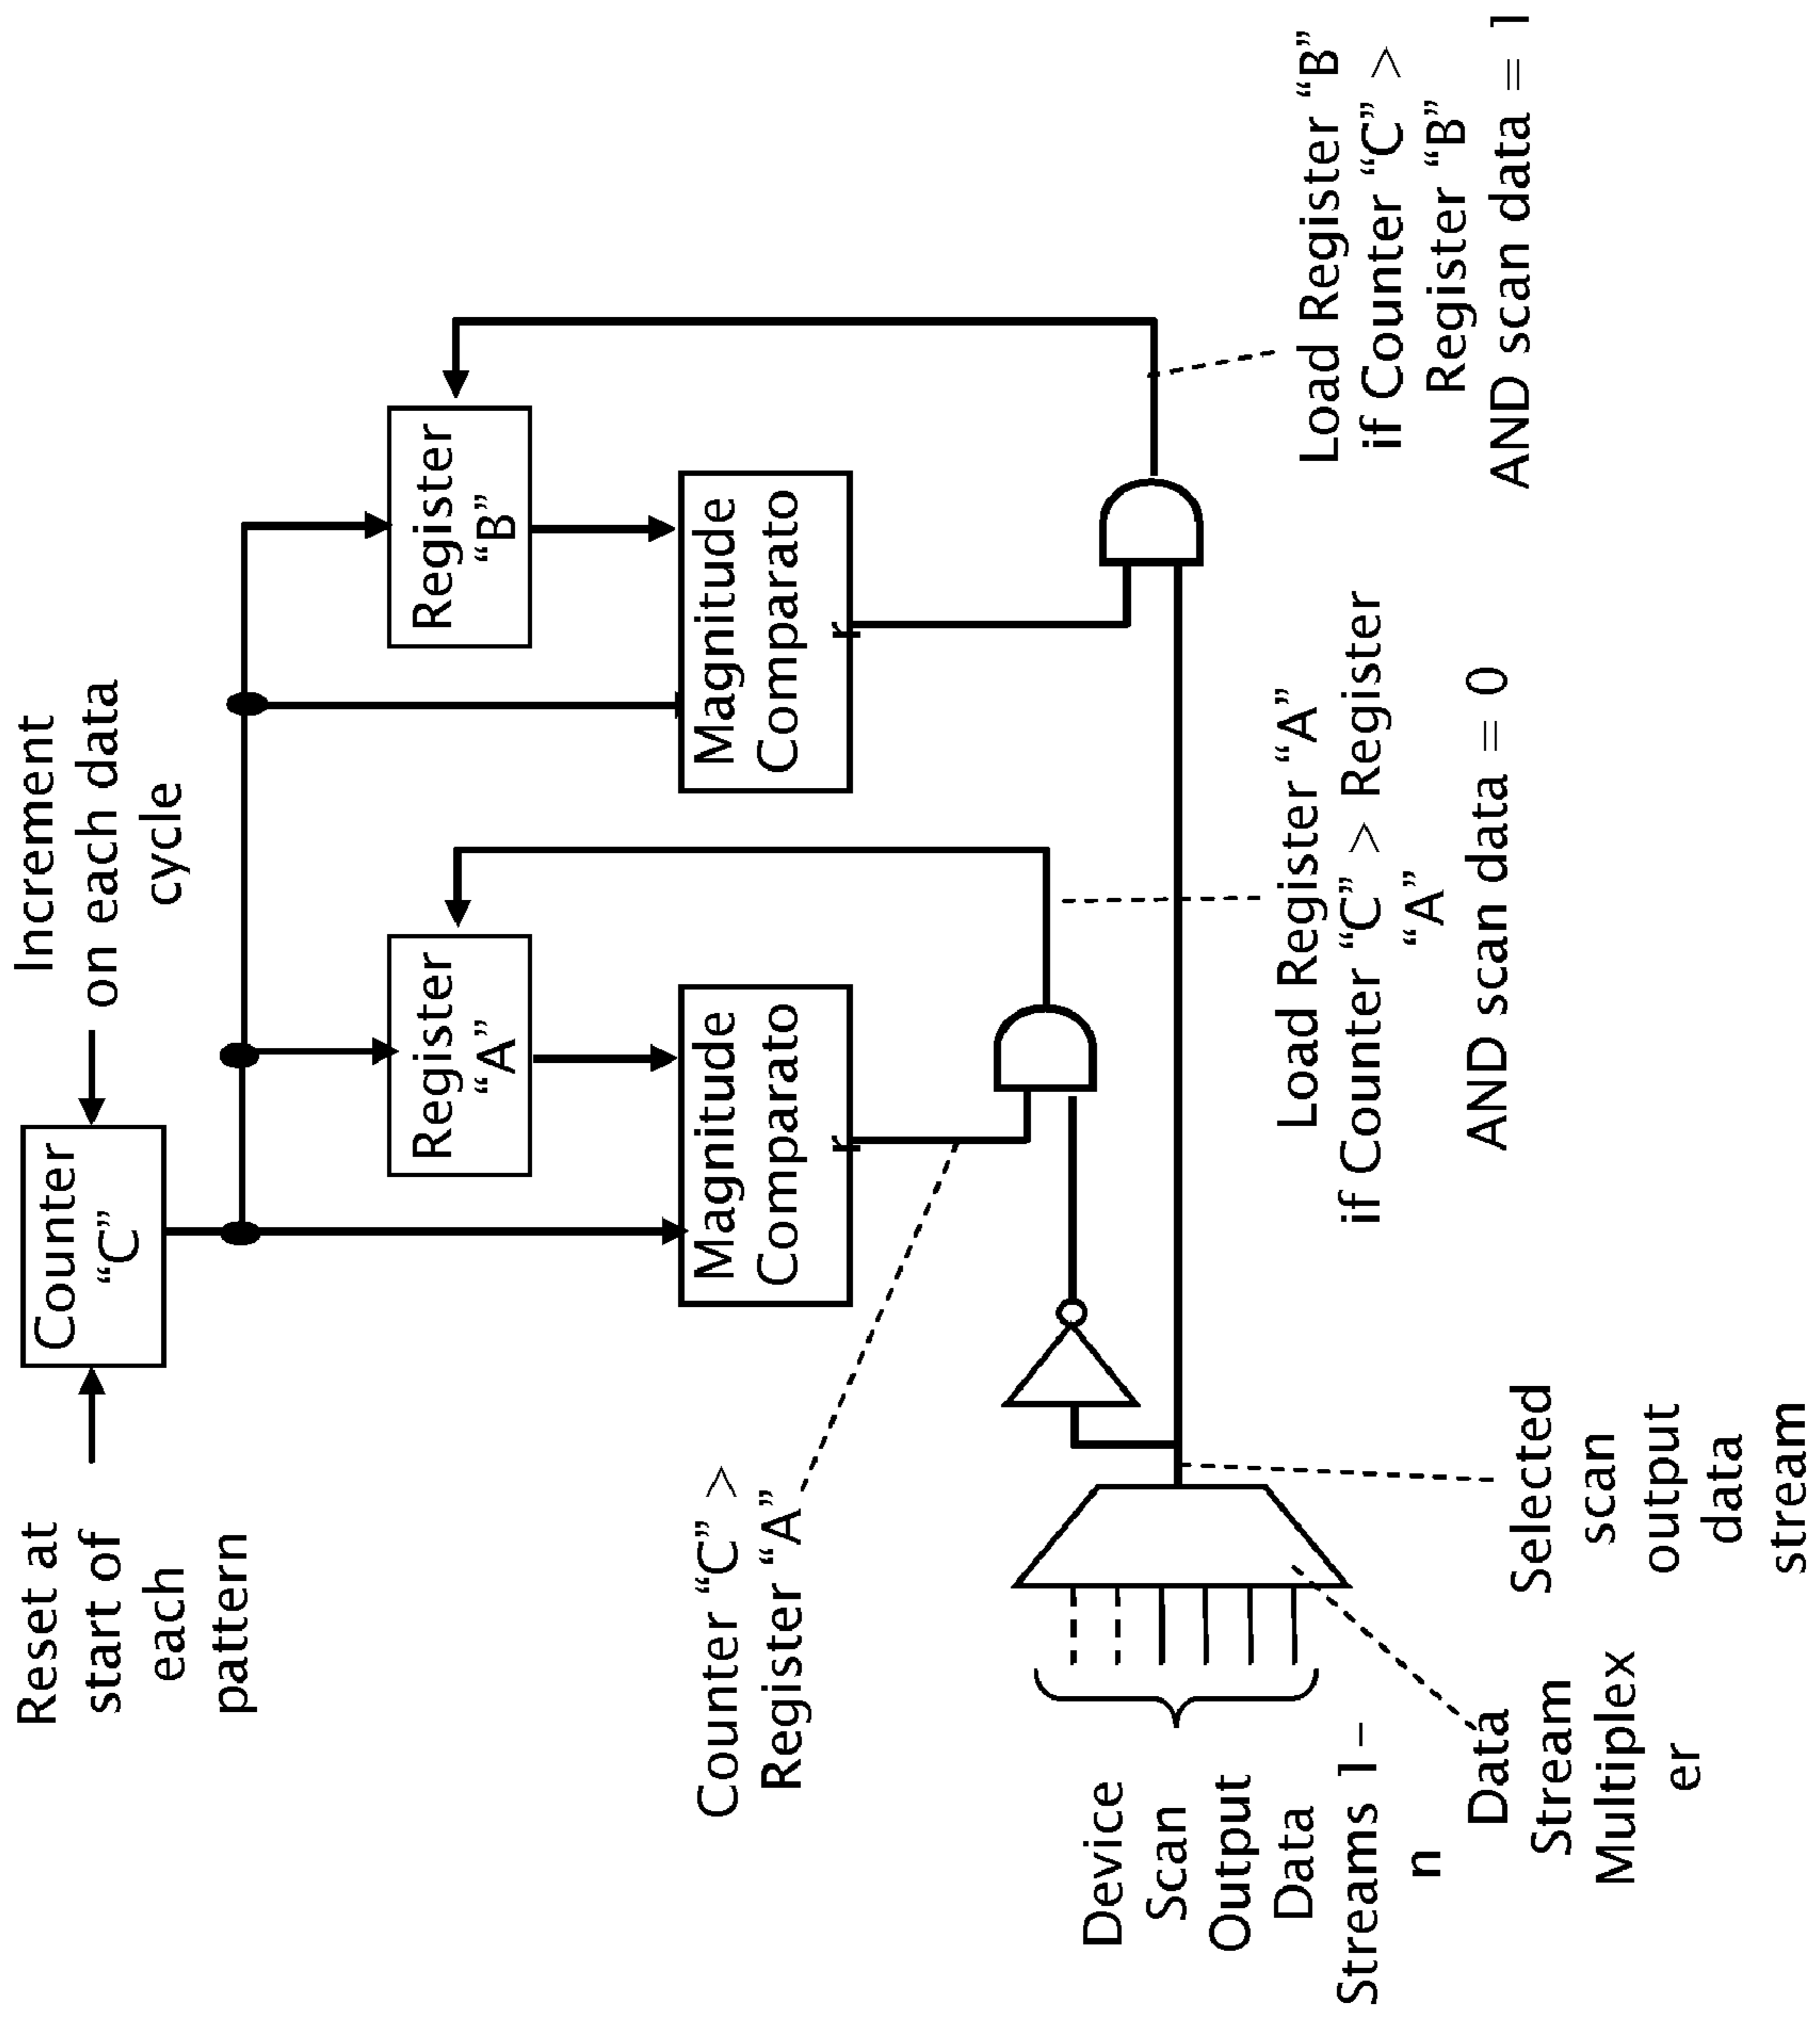 Reset at
start of
each
pattern
Counter
“C”
Increment
on each data
cycle
Register
“A”
Register
“B”
Magnitude
Comparato
r
Magnitude
Comparato
r
Counter “C” >
Register “A”
Device
Scan
Output
Data
Streams 1–
n
Data
Stream
Multiplex
er
Selected
scan
output
data
stream
Load Register “A”
if Counter “C” > Register
“A”
AND scan data = 0
Load Register “B”
if Counter “C” >
Register “B”
AND scan data = 1